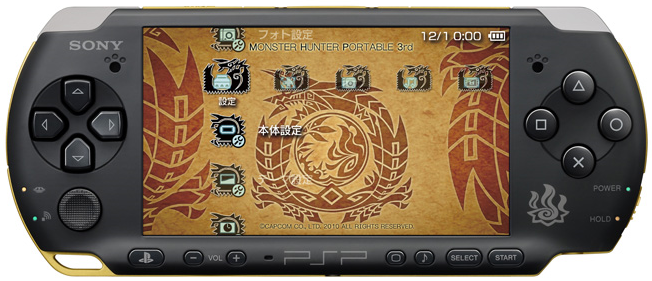 フォト設定
12/1 0:00
MONSTER HUNTER PORTABLE 3rd
SONY
設定
本体設定
POWER
HOLD
©CAPCOM CO., LTD. 2010 ALL RIGHTS RESERVED.
VOL
PSP
SELECT
START